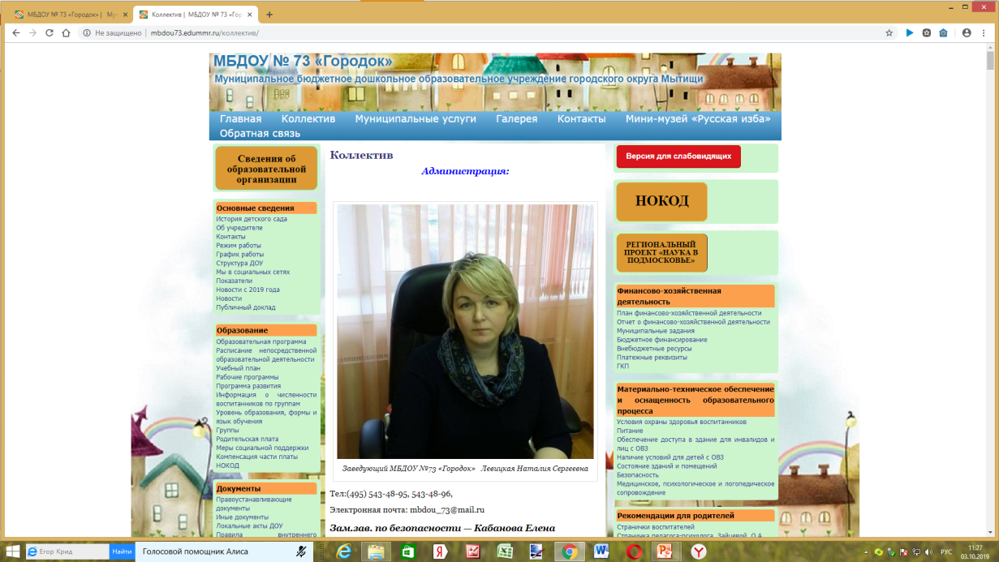 МБДОУ № 73 «Городок» | Мун
Коллектив | МБДОУ № 73 «Гор
Не защищено
mbdou73.edummr.ru/коллектив/
МБДОУ № 73 «Городок»
Муниципальное бюджетное дошкольное образовательное учреждение городского округа Мытищи
Главная Коллектив Муниципальные услуги Галерея Контакты Мини-музей «Русская изба»
Обратная связь
Сведения об
образовательной
организации
Основные сведения
История детского сада
Об учредителе
Контакты
Режим работы
График работы
Структура ДОУ
Мы в социальных сетях
Показатели
Новости с 2019 года
Новости
Публичный доклад
Образование
Образовательная программа
Расписание непосредственной
образовательной деятельности
Учебный план
Рабочие программы
Программа развития
Информация о численности
воспитанников по группам
Уровень образования, формы и
язык обучения
Группы
Родительская плата
Меры социальной поддержки
Компенсация части платы
НОКОД
Документы
Правоустанавливающие
документы
Иные документы
Локальные акты ДОУ
Правила внутреннего
Коллектив
Администрация:
Заведующий МБДОУ №73 «Городок» Левицкая Наталия Сергеевна
Тел:(495) 543-48-95, 543-48-96,
Электронная почта: mbdou_73@mail.ru
Зам.зав. по безопасности — Кабанова Елена
Версия для слабовидящих
НОКОД
РЕГИОНАЛЬНЫЙ
ПРОЕКТ «НАУКА В
ПОДМОСКОВЬЕ»
Финансово-хозяйственная
деятельность
План финансово-хозяйственной деятельности
Отчет о финансово-хозяйственной деятельности
Муниципальные задания
Бюджетное финансирование
Внебюджетные ресурсы
Платежные реквизиты
ГКП
Материально-техническое обеспечение
и оснащенность образовательного
процесса
Условия охраны здоровья воспитанников
Питание
Обеспечение доступа в здание для инвалидов и
лиц с ОВЗ
Наличие условий для детей с ОВЗ
Состояние зданий и помещений
Безопасность
Медицинское, психологическое и логопедическое
сопровождение
Рекомендации для родителей
Странички воспитателей
Страничка педагога-психолога Зайцевой О.А.
Егор Крид
Найти
Голосовой помощник Алиса
РУС
11:27
03.10.2019